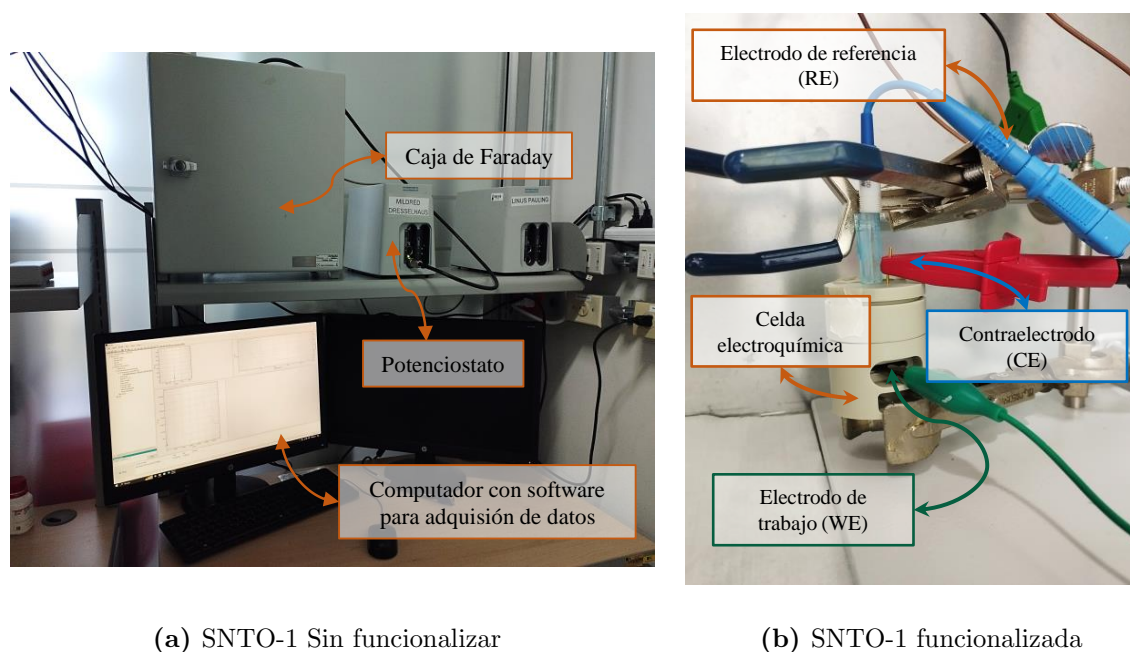 Caja de Faraday
MILDRED
DRESSELHAUS
LINUS PAULING
Potenciostato
Computador con software
para adquisión de datos
Electrodo de referencia
(RE)
Celda
electroquímica
Contraelectrodo
(CE)
Electrodo de
trabajo (WE)
(a) SNTO-1 Sin funcionalizar
(b) SNTO-1 funcionalizada